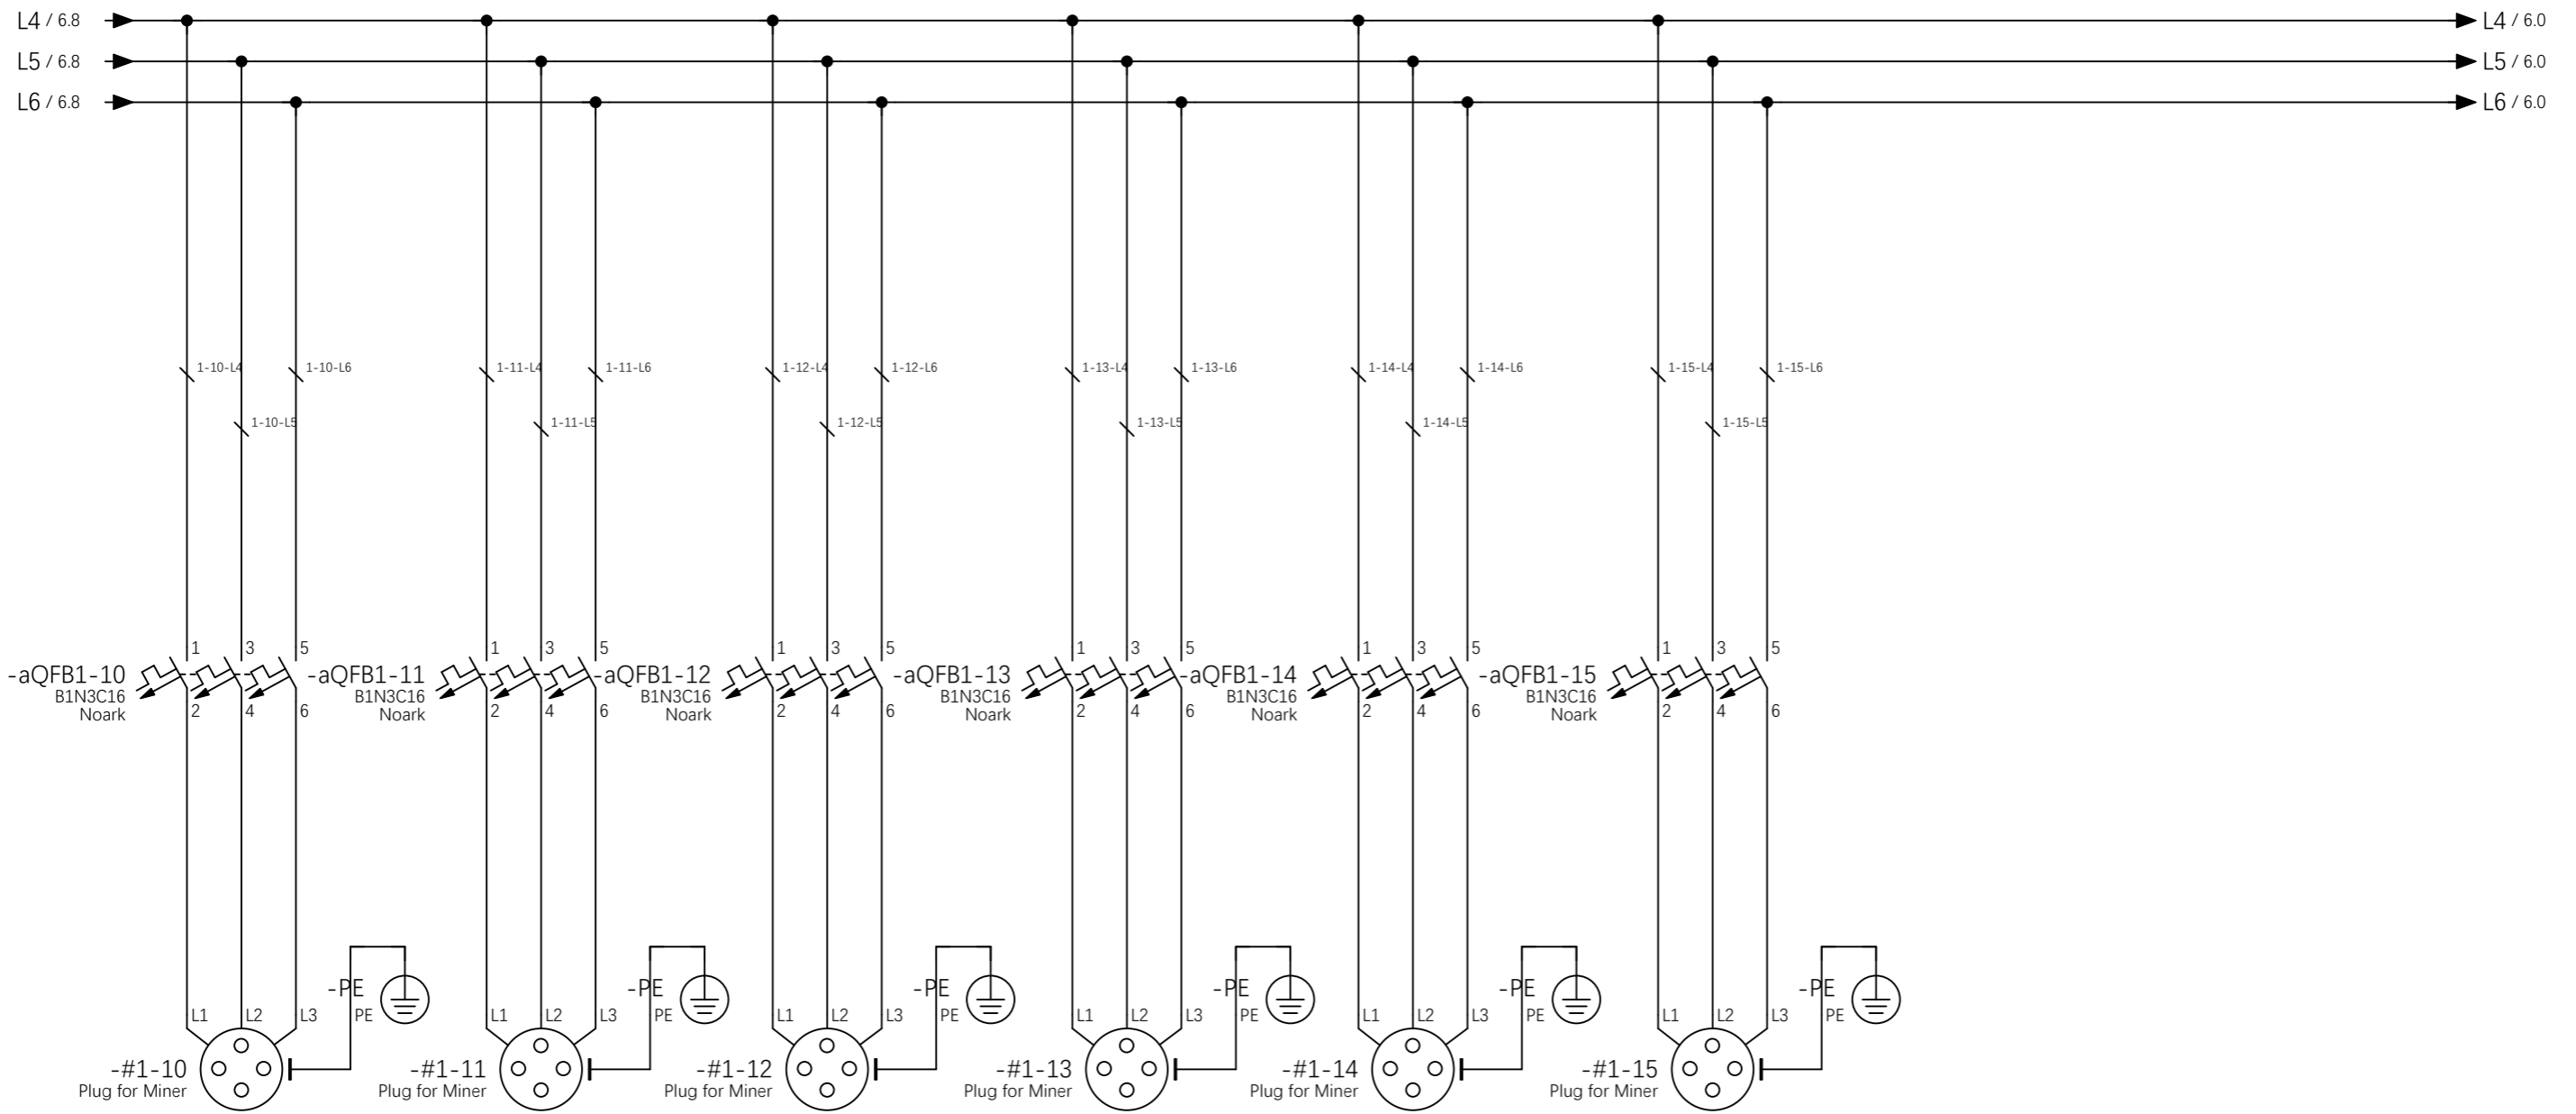 L4 / 6.8
L4 / 6.0
L5 / 6.8
L5 / 6.0
L6 / 6.8
L6 / 6.0
1-10-L4 1-10-L6 1-11-L4 1-11-L6 1-12-L4 1-12-L6 1-13-L4 1-13-L6 1-14-L4 1-14-L6 1-15-L4 1-15-L6
1-10-L5 1-11-L5 1-12-L5 1-13-L5 1-14-L5 1-15-L5
1 3 5 1 3 5 1 3 5 1 3 5 1 3 5 1 3 5
-aQFB1-10 -aQFB1-11 -aQFB1-12 -aQFB1-13 -aQFB1-14 -aQFB1-15
B1N3C16 B1N3C16 B1N3C16 B1N3C16 B1N3C16 B1N3C16
Noark Noark Noark Noark Noark Noark
2 4 6 2 4 6 2 4 6 2 4 6 2 4 6 2 4 6
-PE -PE -PE -PE -PE -PE
L1 L2 L3 PE L1 L2 L3 PE L1 L2 L3 PE L1 L2 L3 PE L1 L2 L3 PE L1 L2 L3 PE
-#1-10 -#1-11 -#1-12 -#1-13 -#1-14 -#1-15
Plug for Miner Plug for Miner Plug for Miner Plug for Miner Plug for Miner Plug for Miner